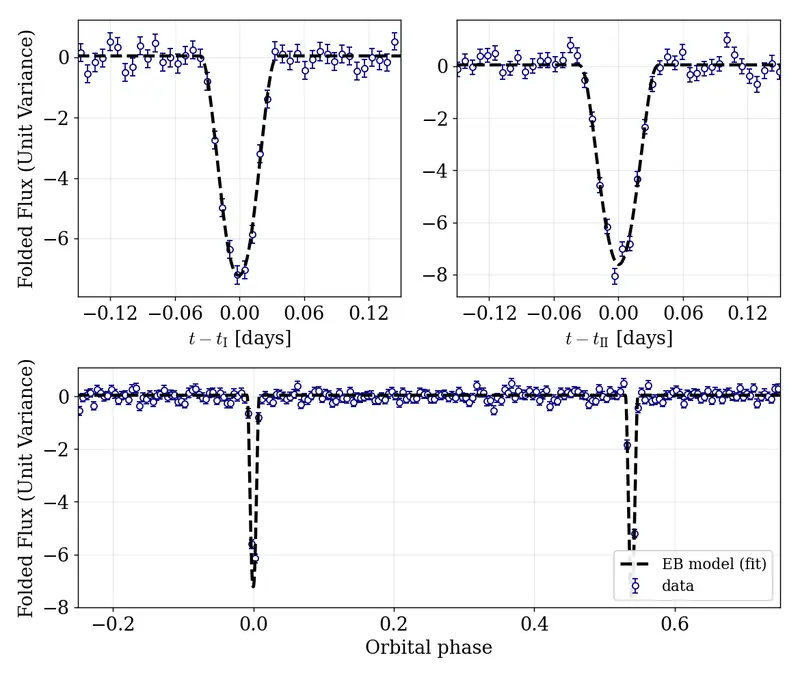 Folded Flux (Unit Variance)
0
−2
−4
−6
−0.12 −0.06 0.00 0.06 0.12
t − t_I [days]
0
−2
−4
−6
−8
−0.12 −0.06 0.00 0.06 0.12
t − t_II [days]
Folded Flux (Unit Variance)
0
−2
−4
−6
−8
EB model (fit)
data
−0.2 0.0 0.2 0.4 0.6
Orbital phase